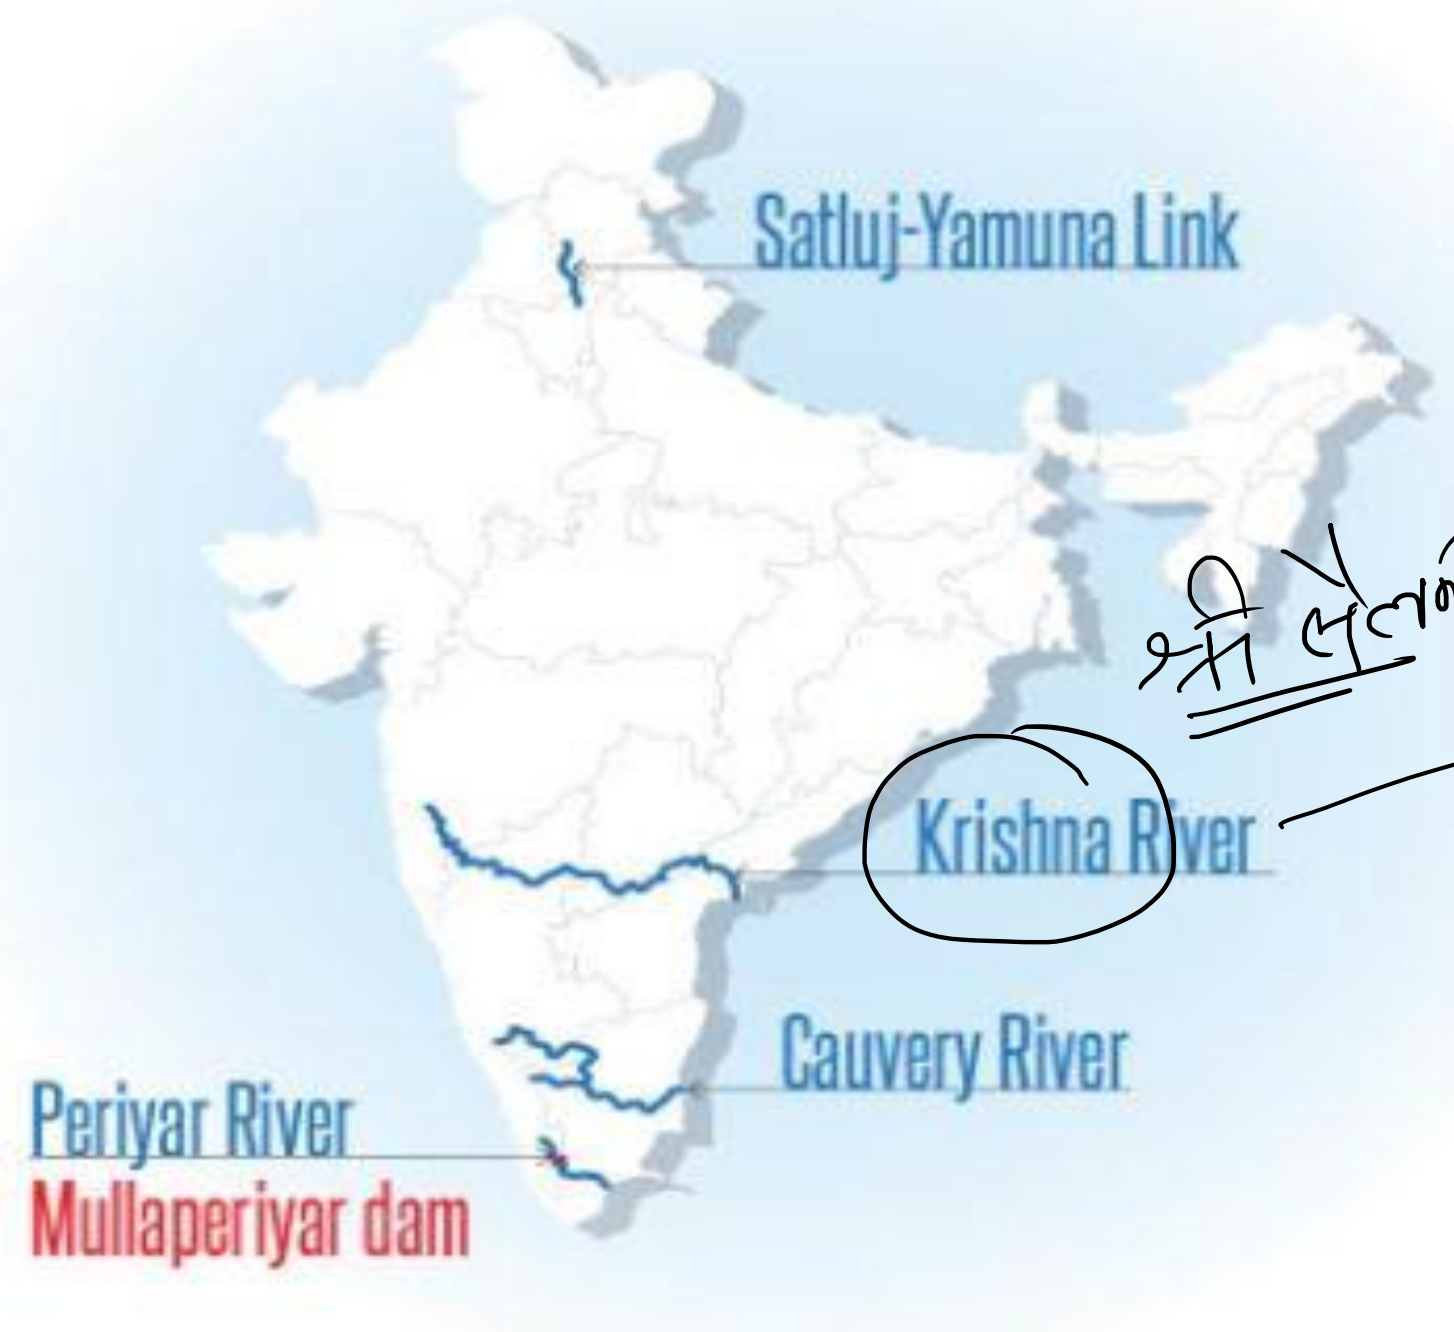 Satluj-Yamuna Link
श्री
Krishna River
Cauvery River
Periyar River
Mullaperiyar dam